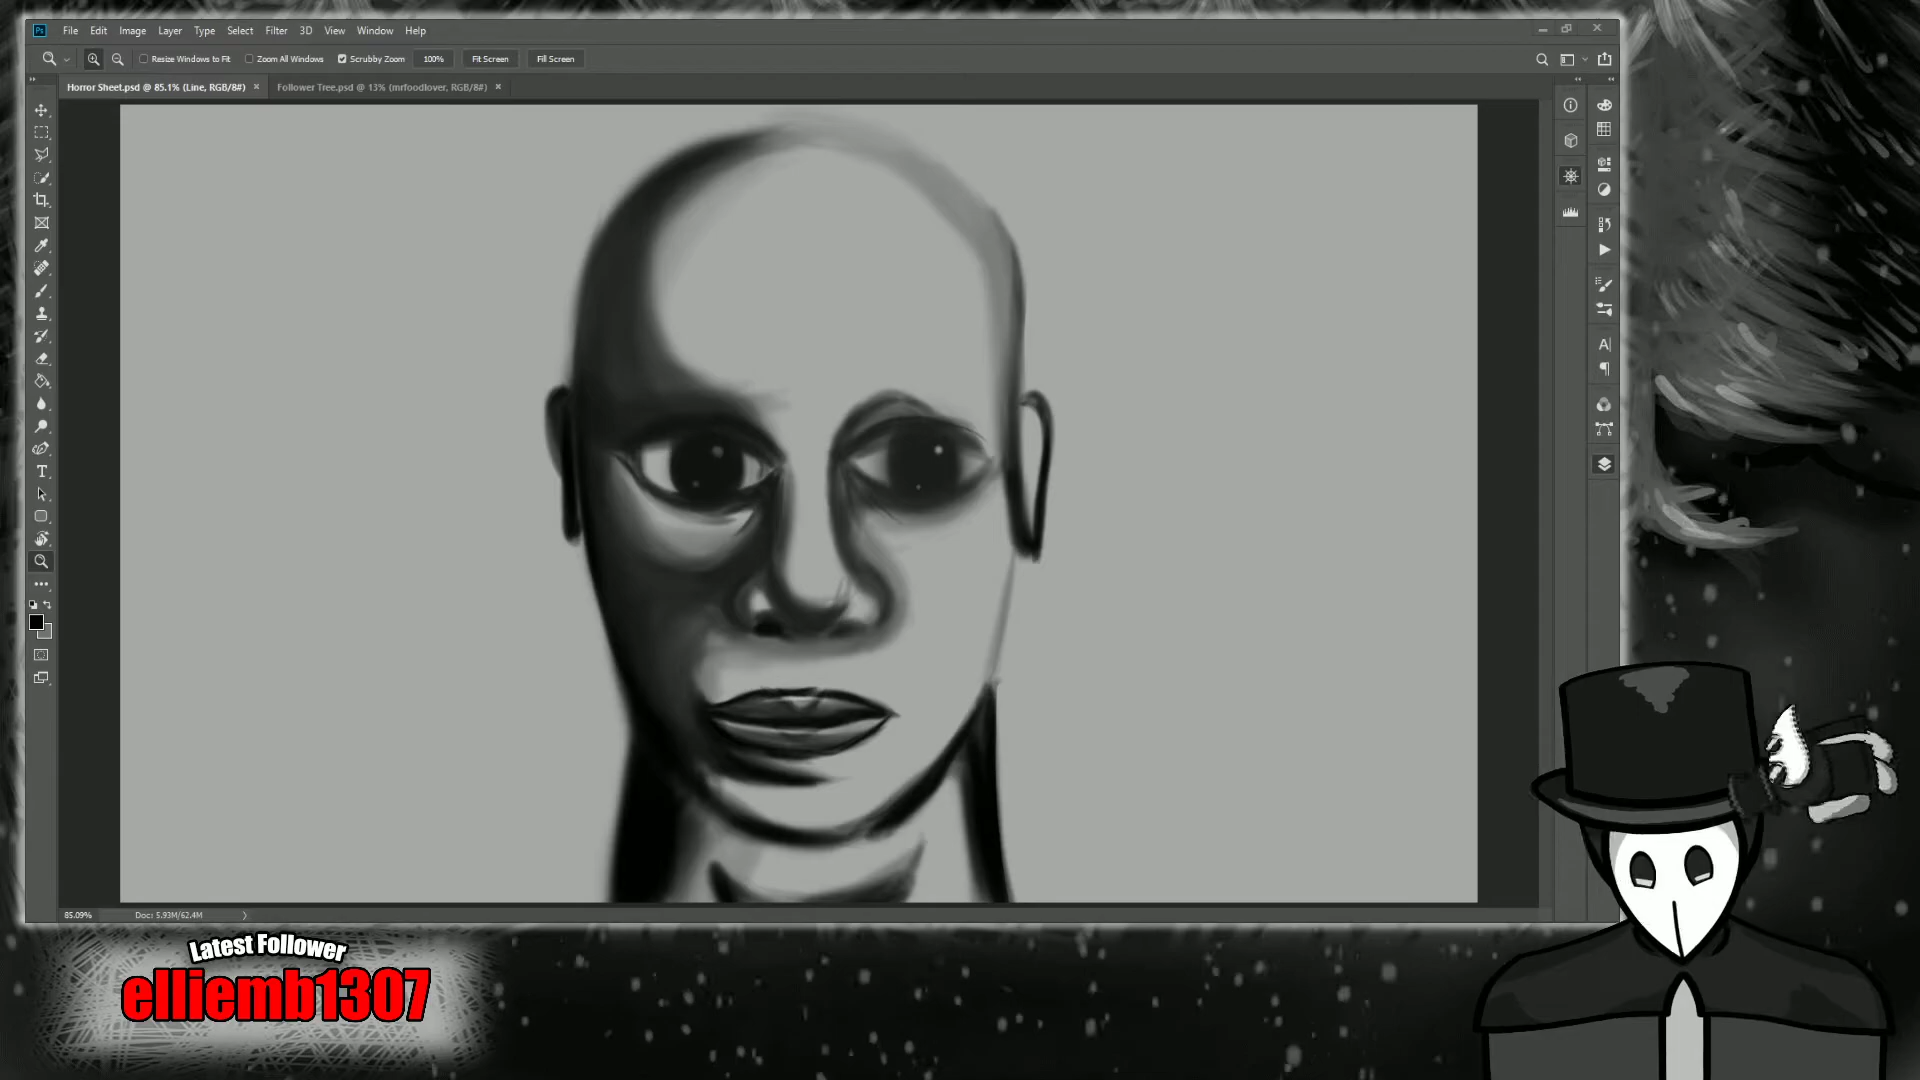 Ps File Edit Image Layer Type Select Filter 3D View Window Help
Resize Windows to Fit Zoom All Windows Scrubby Zoom 100% Fit Screen Fill Screen
Horror Sheet.psd @ 85.1% (Line, RGB/8#) × Follower Tree.psd @ 13% (mrfoodlover, RGB/8#) ×
85.09% Doc: 5.93M/62.4M
Latest Follower
elliemb1307